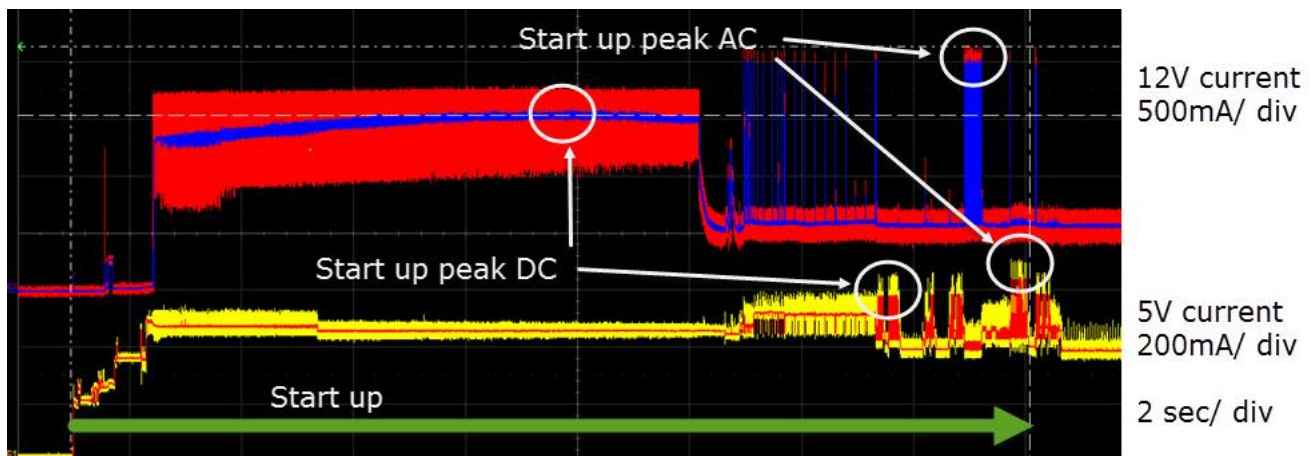 Start up peak AC
12V current
500mA/ div
Start up peak DC
5V current
200mA/ div
Start up
2 sec/ div